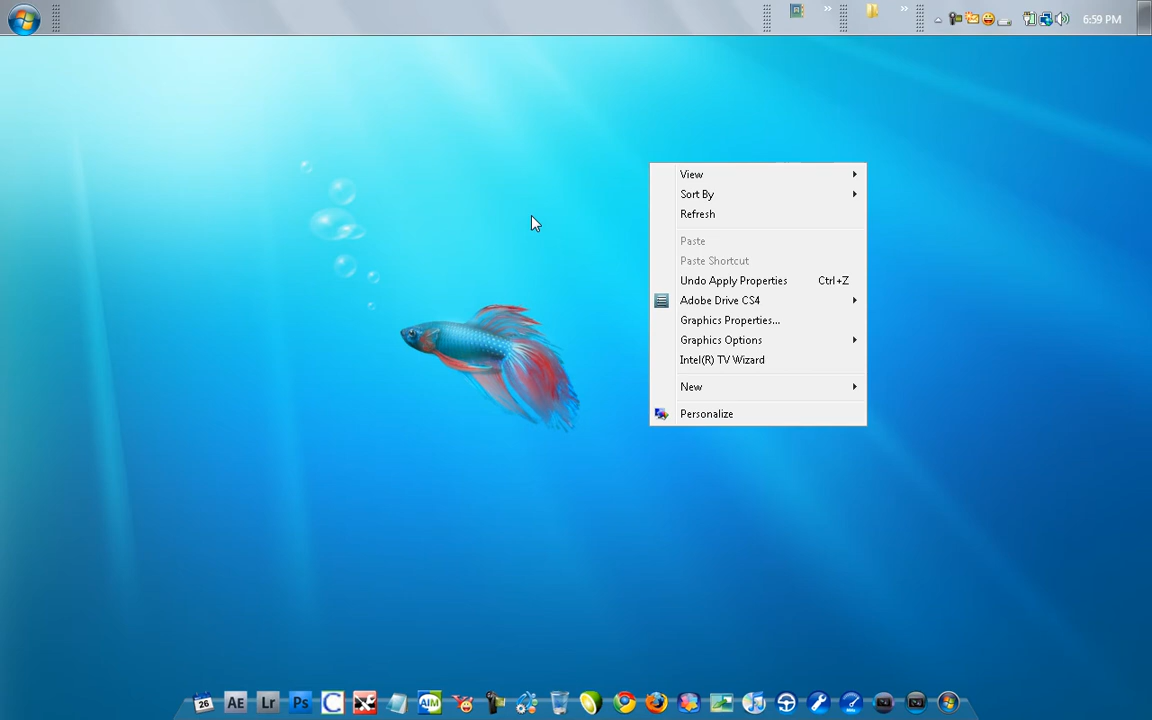 6:59 PM
View
Sort By
Refresh
Paste
Paste Shortcut
Undo Apply Properties Ctrl+Z
Adobe Drive CS4
Graphics Properties...
Graphics Options
Intel(R) TV Wizard
New
Personalize
26 AE Lr Ps C AIM